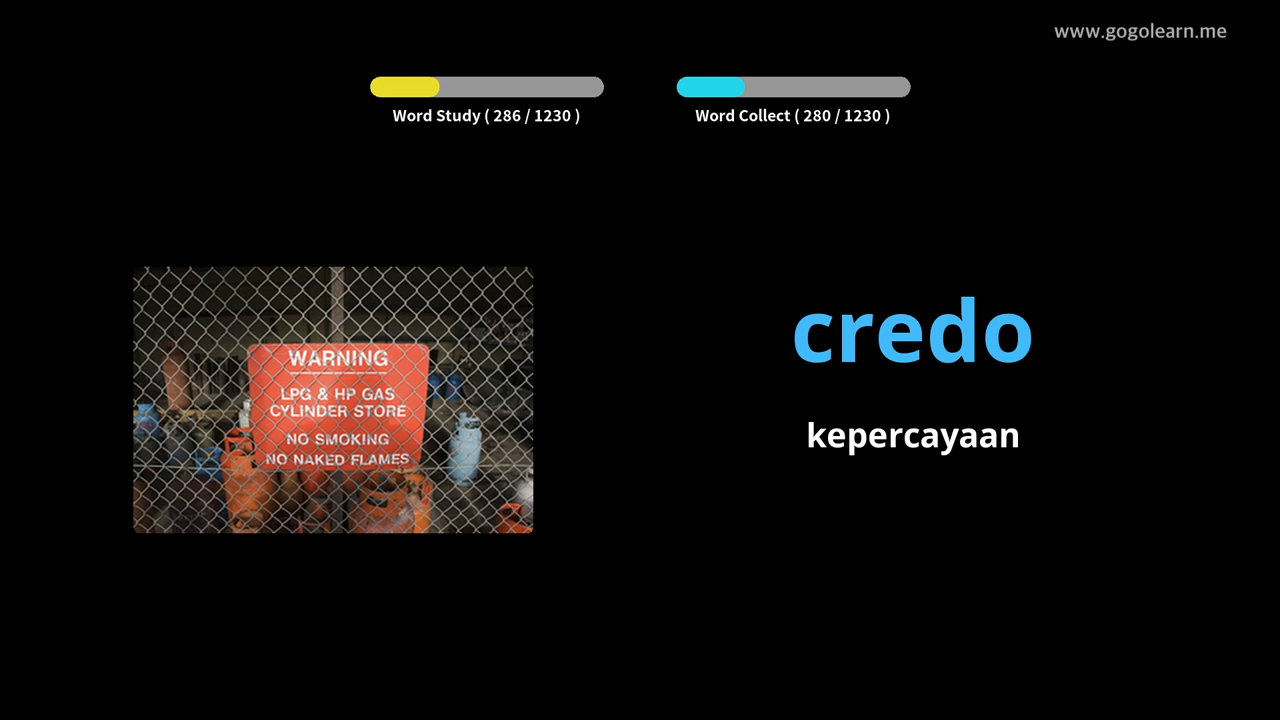 www.gogolearn.me
Word Study ( 286 / 1230 )
Word Collect ( 280 / 1230 )
WARNING
LPG & HP GAS
CYLINDER STORE
NO SMOKING
NO NAKED FLAMES
credo
kepercayaan